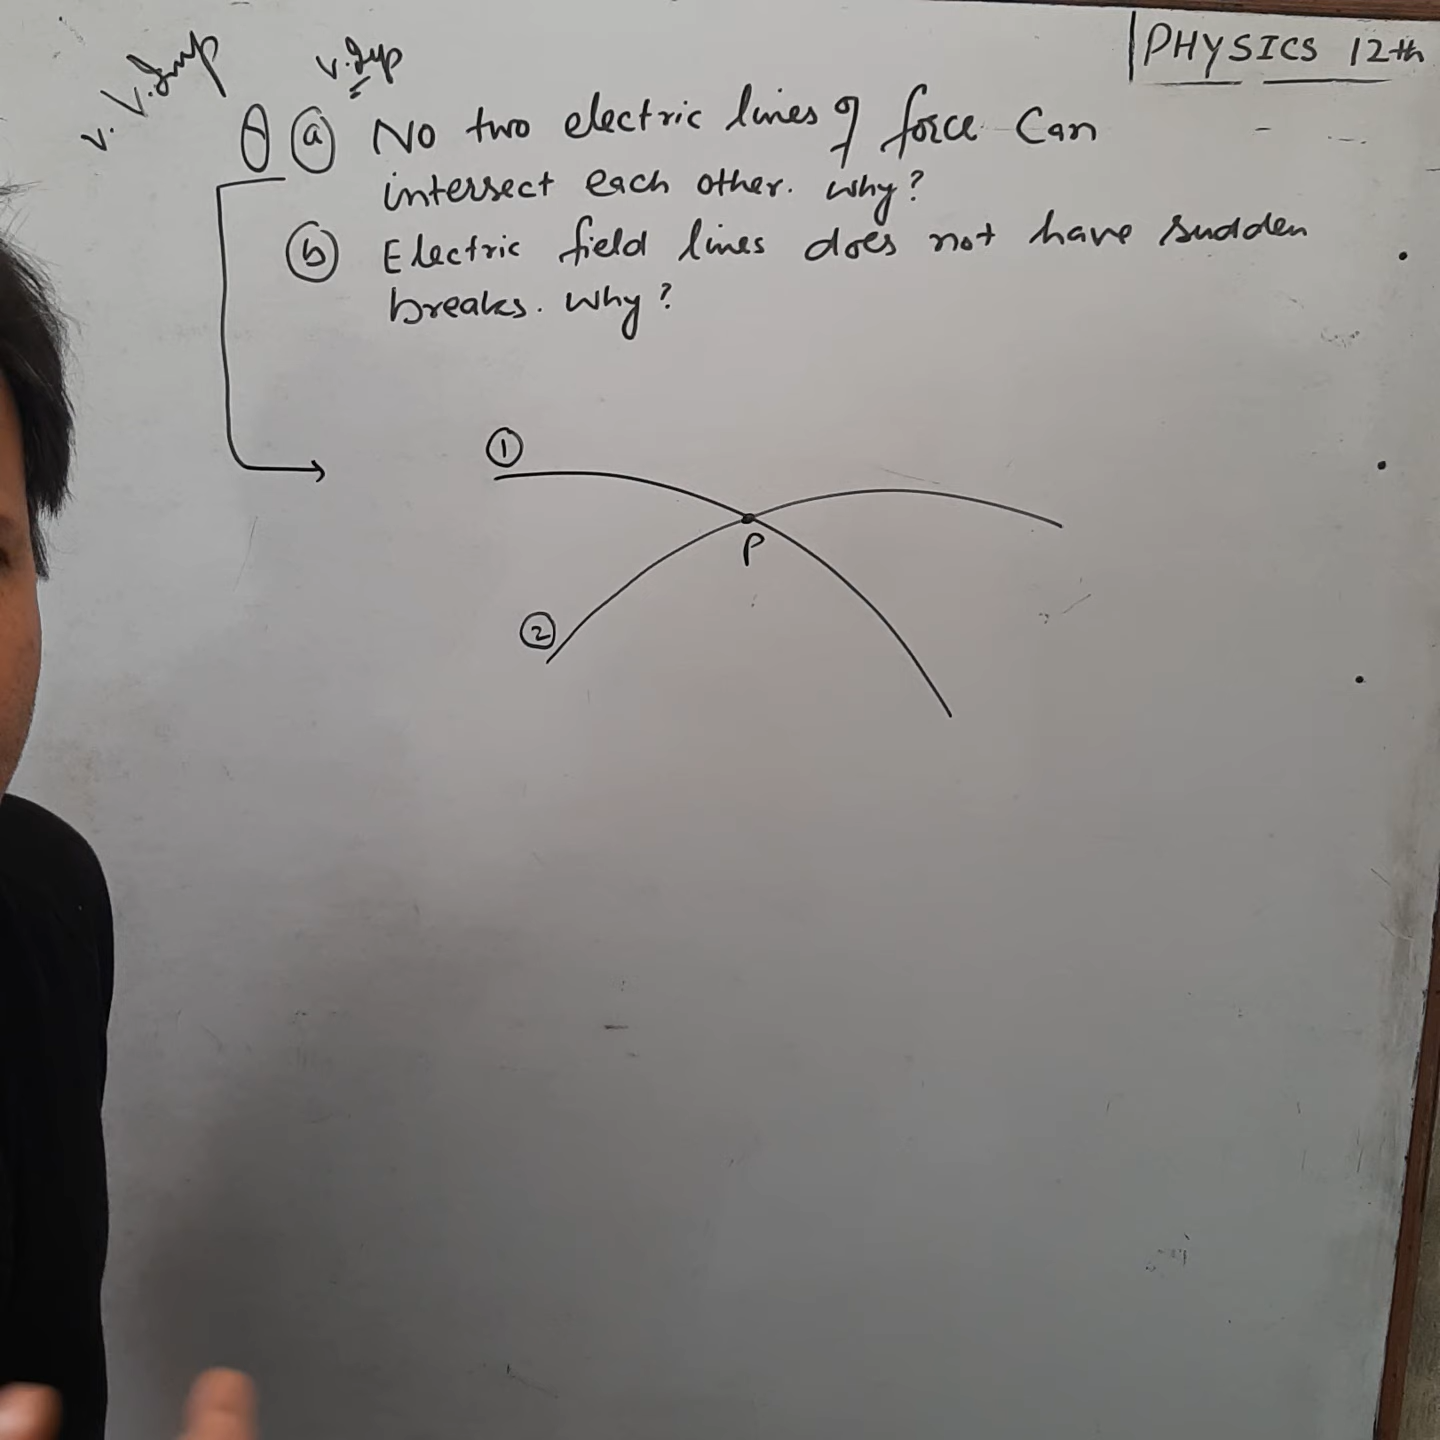 PHYSICS 12th
V. V. Imp
V. Imp
Q (a) No two electric lines of force can
intersect each other. Why?
(b) Electric field lines does not have sudden
breaks. Why?
1
P
2